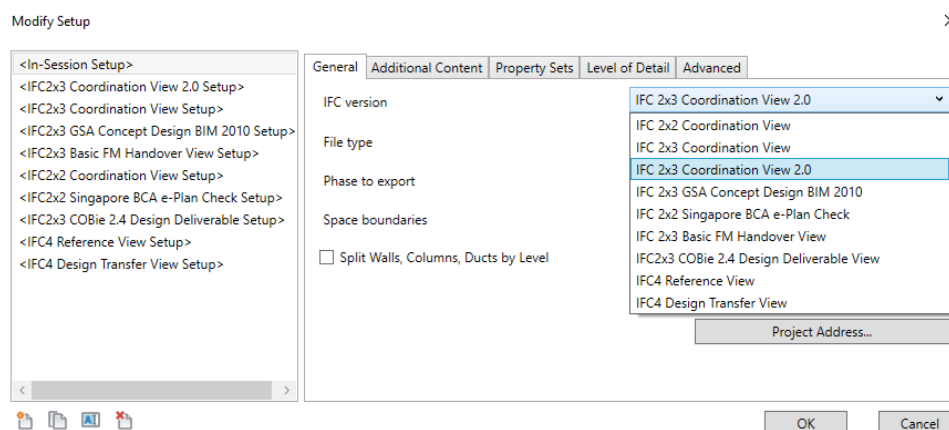 Modify Setup
<In-Session Setup>
<IFC2x3 Coordination View 2.0 Setup>
<IFC2x3 Coordination View Setup>
<IFC2x3 GSA Concept Design BIM 2010 Setup>
<IFC2x3 Basic FM Handover View Setup>
<IFC2x2 Coordination View Setup>
<IFC2x2 Singapore BCA e-Plan Check Setup>
<IFC2x3 COBie 2.4 Design Deliverable Setup>
<IFC4 Reference View Setup>
<IFC4 Design Transfer View Setup>
General Additional Content Property Sets Level of Detail Advanced
IFC version IFC 2x3 Coordination View 2.0
File type
Phase to export
Space boundaries
Split Walls, Columns, Ducts by Level
IFC 2x2 Coordination View
IFC 2x3 Coordination View
IFC 2x3 Coordination View 2.0
IFC 2x3 GSA Concept Design BIM 2010
IFC 2x2 Singapore BCA e-Plan Check
IFC 2x3 Basic FM Handover View
IFC2x3 COBie 2.4 Design Deliverable View
IFC4 Reference View
IFC4 Design Transfer View
Project Address...
OK Cancel